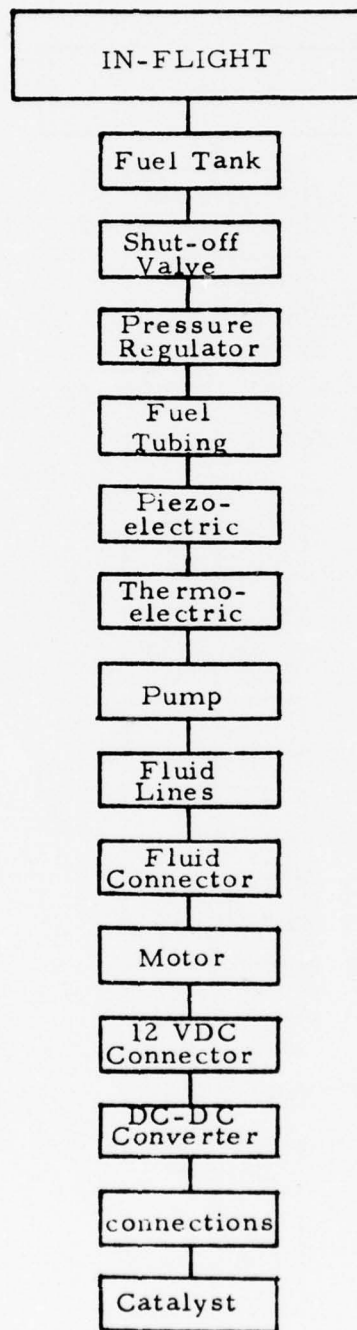 IN-FLIGHT
Fuel Tank
Shut-off
Valve
Pressure
Regulator
Fuel
Tubing
Piezo-
electric
Thermo-
electric
Pump
Fluid
Lines
Fluid
Connector
Motor
12 VDC
Connector
DC-DC
Converter
connections
Catalyst